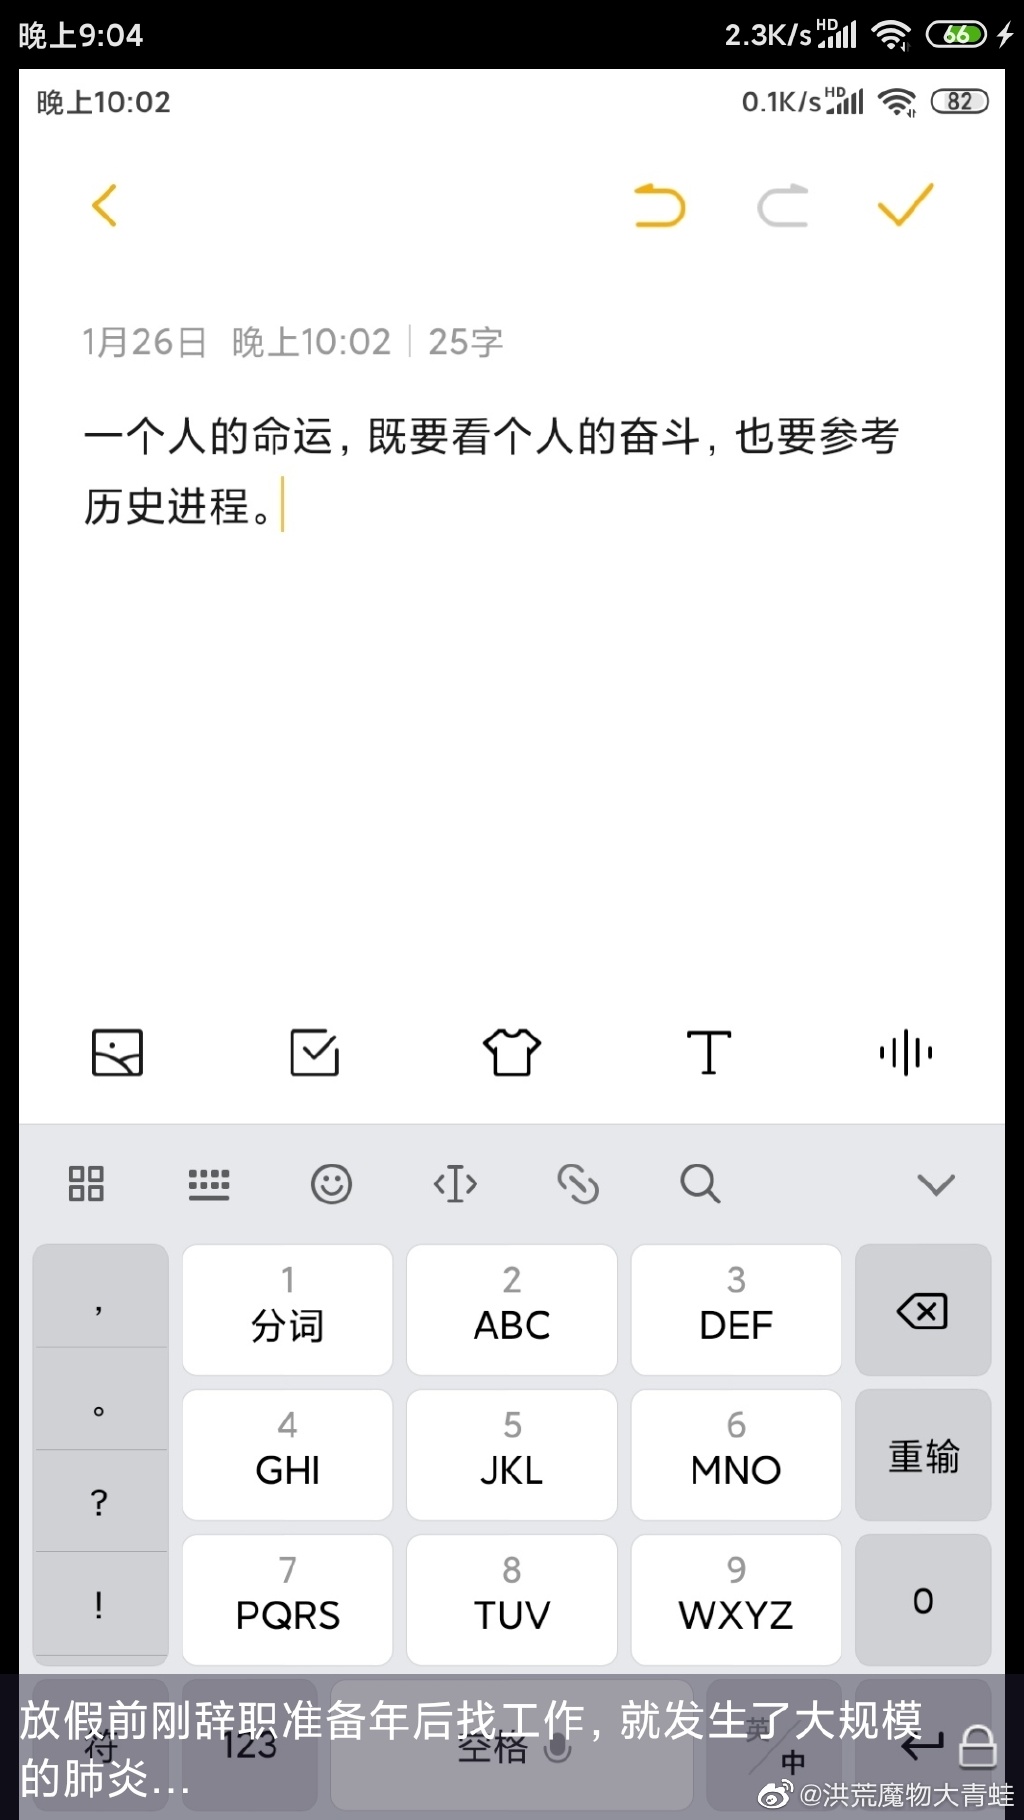 晚上9:04 2.3K/s HD 66
晚上10:02 0.1K/s HD 82
1月26日 晚上10:02 | 25字
一个人的命运，既要看个人的奋斗，也要参考
历史进程。
，
1
分词
2
ABC
3
DEF
。
4
GHI
5
JKL
6
MNO
重输
?
7
PQRS
8
TUV
9
WXYZ
0
!
符 123 空格 英/中
放假前刚辞职准备年后找工作，就发生了大规模
的肺炎...
@洪荒魔物大青蛙